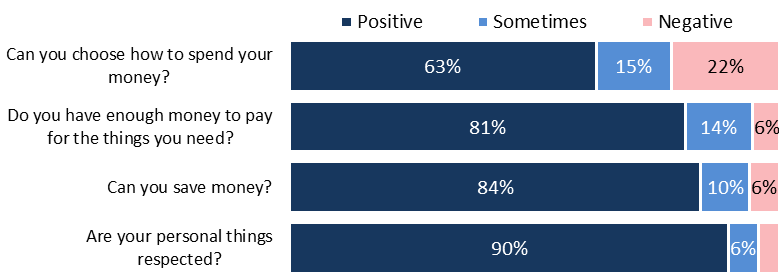 Positive Sometimes Negative
Can you choose how to spend your
money?
63% 15% 22%
Do you have enough money to pay
for the things you need?
81% 14% 6%
Can you save money?
84% 10% 6%
Are your personal things
respected?
90% 6%